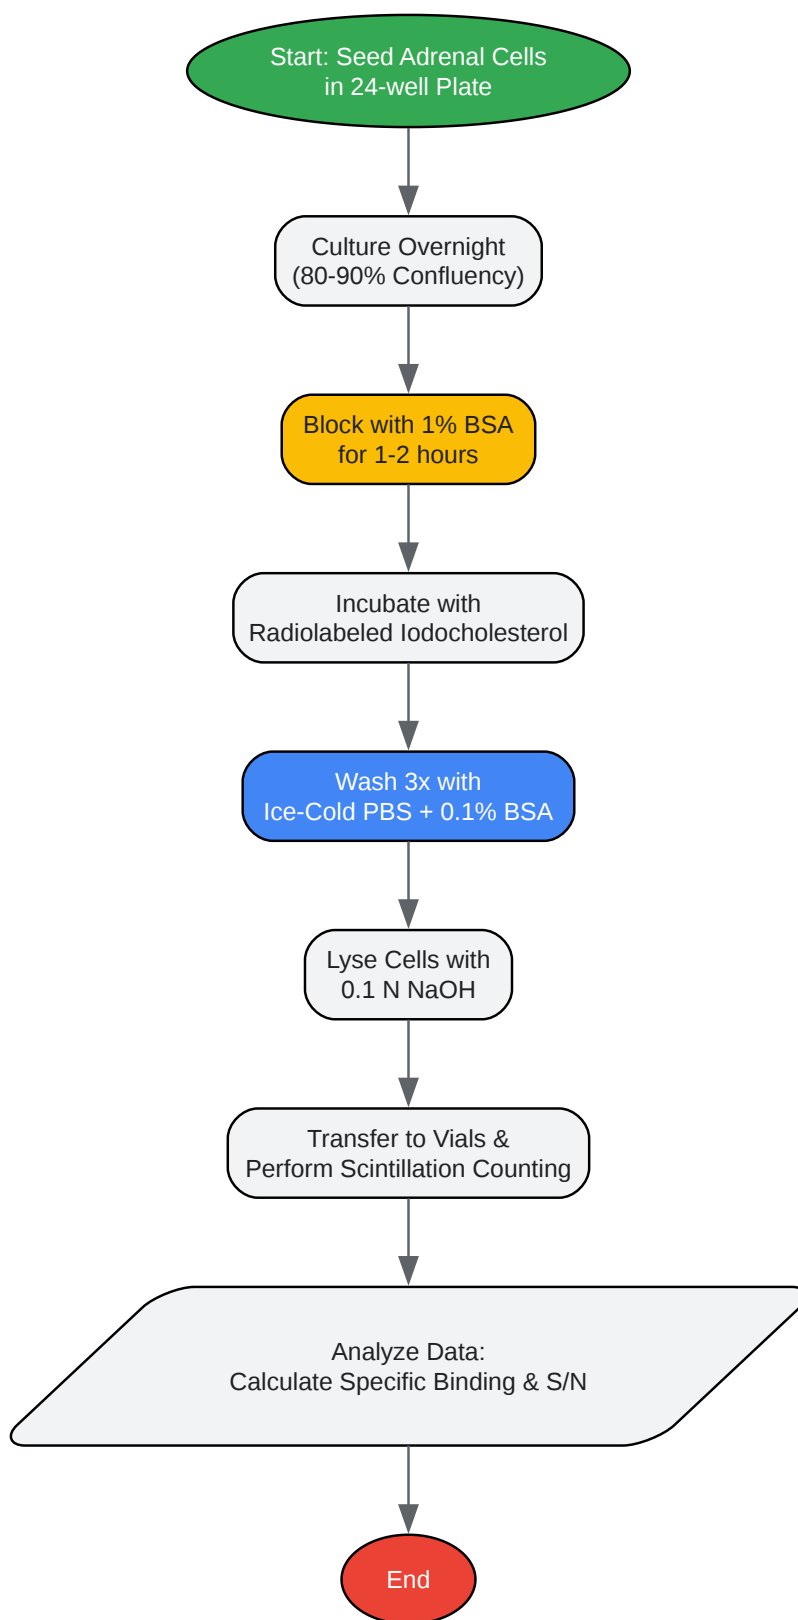 Start: Seed Adrenal Cells
in 24-well Plate
Culture Overnight
(80-90% Confluency)
Block with 1% BSA
for 1-2 hours
Incubate with
Radiolabeled Iodocholesterol
Wash 3x with
Ice-Cold PBS + 0.1% BSA
Lyse Cells with
0.1 N NaOH
Transfer to Vials &
Perform Scintillation Counting
Analyze Data:
Calculate Specific Binding & S/N
End